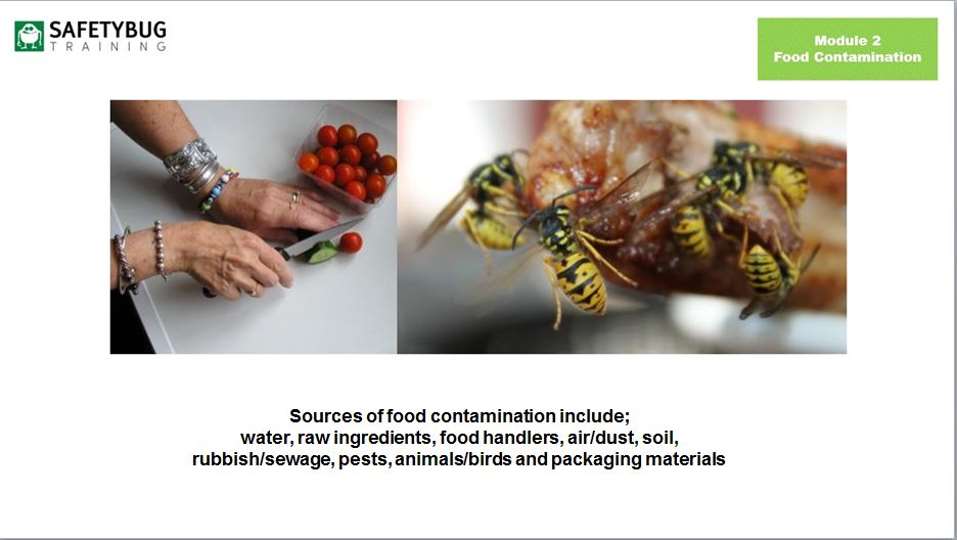 SAFETYBUG
TRAINING
Module 2
Food Contamination
Sources of food contamination include;
water, raw ingredients, food handlers, air/dust, soil,
rubbish/sewage, pests, animals/birds and packaging materials